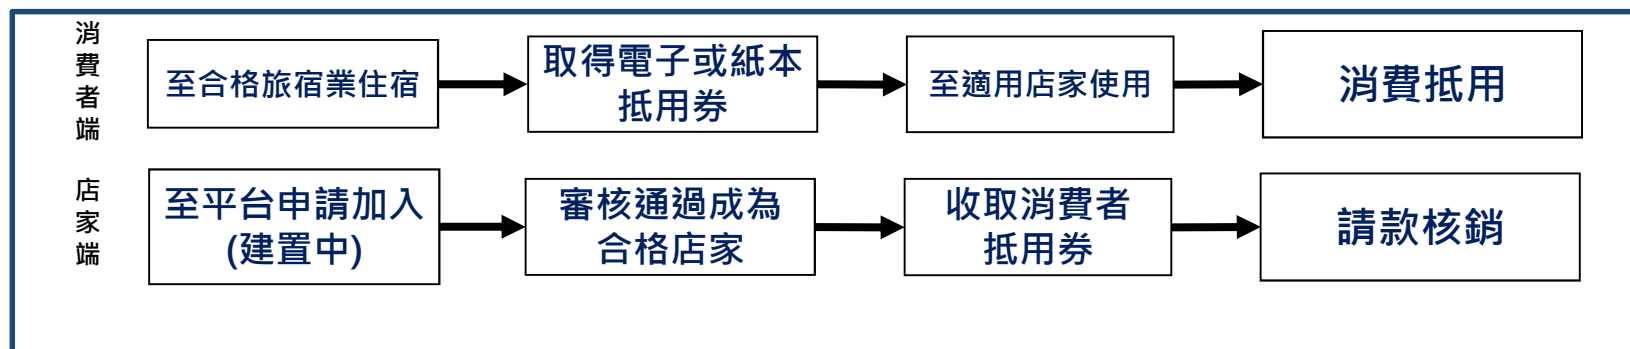 消費者端
至合格旅宿業住宿
取得電子或紙本
抵用券
至適用店家使用
消費抵用
店家端
至平台申請加入
(建置中)
審核通過成為
合格店家
收取消費者
抵用券
請款核銷